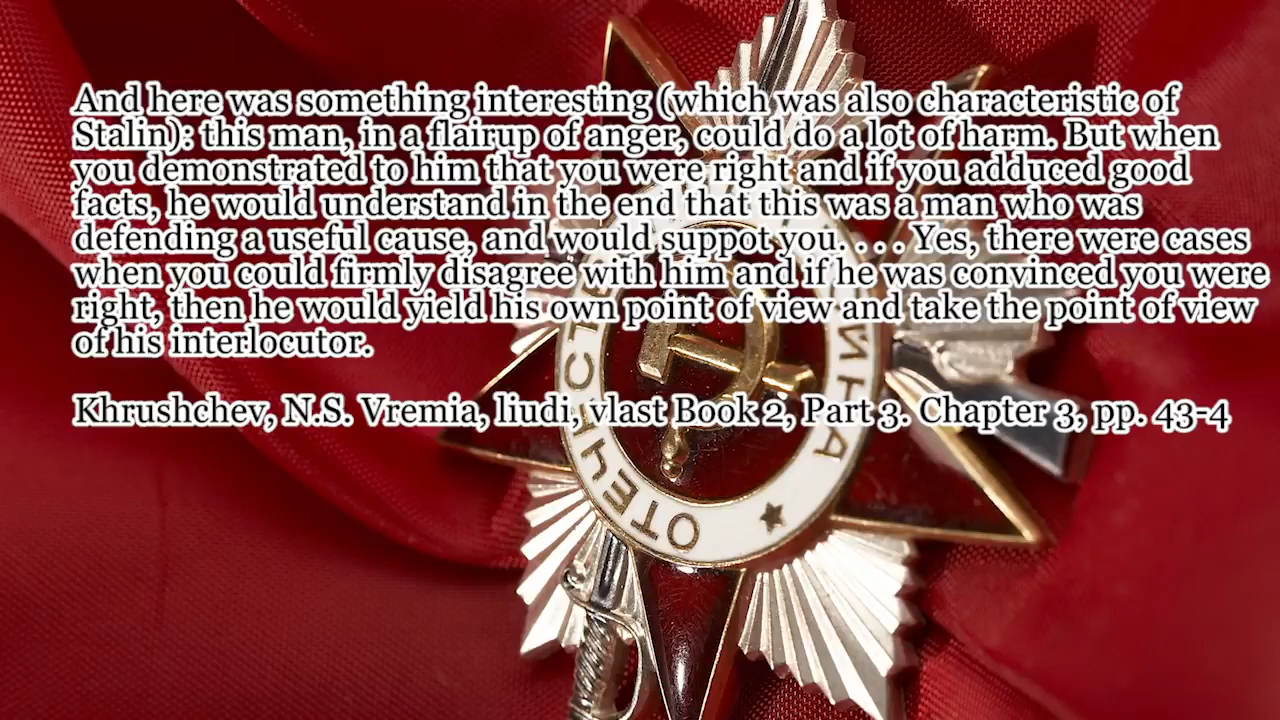 And here was something interesting (which was also characteristic of
Stalin): this man, in a flairup of anger, could do a lot of harm. But when
you demonstrated to him that you were right and if you adduced good
facts, he would understand in the end that this was a man who was
defending a useful cause, and would suppot you. . . . Yes, there were cases
when you could firmly disagree with him and if he was convinced you were
right, then he would yield his own point of view and take the point of view
of his interlocutor.
Khrushchev, N.S. Vremia, liudi, vlast Book 2, Part 3. Chapter 3, pp. 43-4